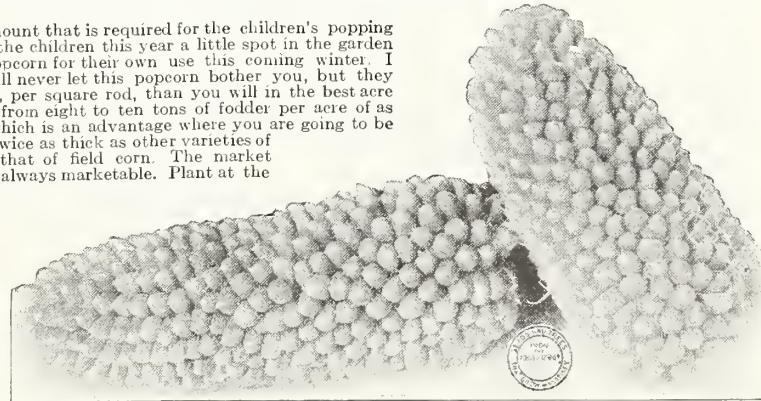 ount that is required for the children's popping
the children this year a little spot in the garden
opcorn for their own use this coming winter. I
ll never let this popcorn bother you, but they
, per square rod, than you will in the best acre
from eight to ten tons of fodder per acre of as
hich is an advantage where you are going to be
wice as thick as other varieties of
that of field corn. The market
always marketable. Plant at the